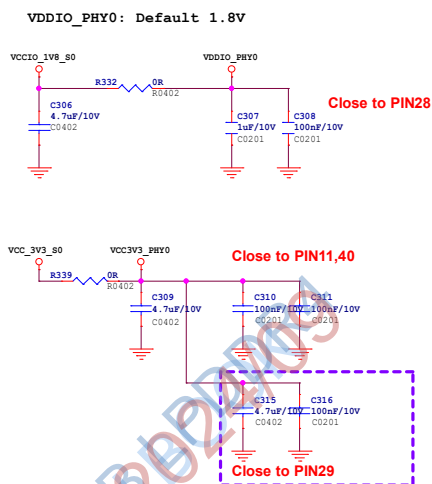 VDDIO_PHY0: Default 1.8V
VCCIO_1V8_S0
VDDIO_PHY0
R332 0R
R0402
C306
4.7uF/10V
C0402
C307
1uF/10V
C0201
C308
100nF/10V
C0201
Close to PIN28
VCC_3V3_S0
VCC3V3_PHY0
R339 0R
R0402
Close to PIN11,40
C309
4.7uF/10V
C0402
C310
100nF/10V
C0201
C311
100nF/10V
C0201
C315
4.7uF/10V
C0402
C316
100nF/10V
C0201
Close to PIN29
2024/09